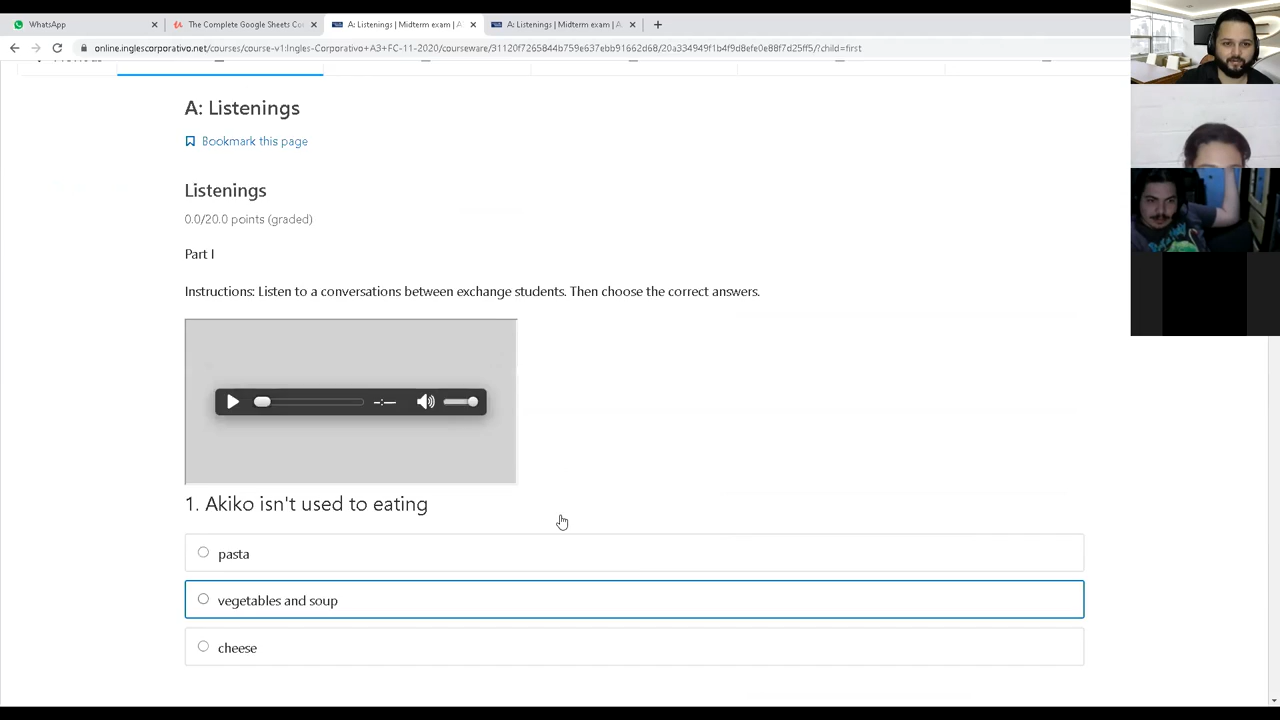 WhatsApp
The Complete Google Sheets Co
A: Listenings | Midterm exam | A
A: Listenings | Midterm exam | A
online.inglescorporativo.net/courses/course-v1:Ingles-Corporativo+A3+FC-11-2020/courseware/31120f7265844b759e637ebb91662d68/20a334949f1b4f9d8efe0e88f7d25ff5/?child=first
A: Listenings
Bookmark this page
Listenings
0.0/20.0 points (graded)
Part I
Instructions: Listen to a conversations between exchange students. Then choose the correct answers.
--:--
1. Akiko isn't used to eating
pasta
vegetables and soup
cheese